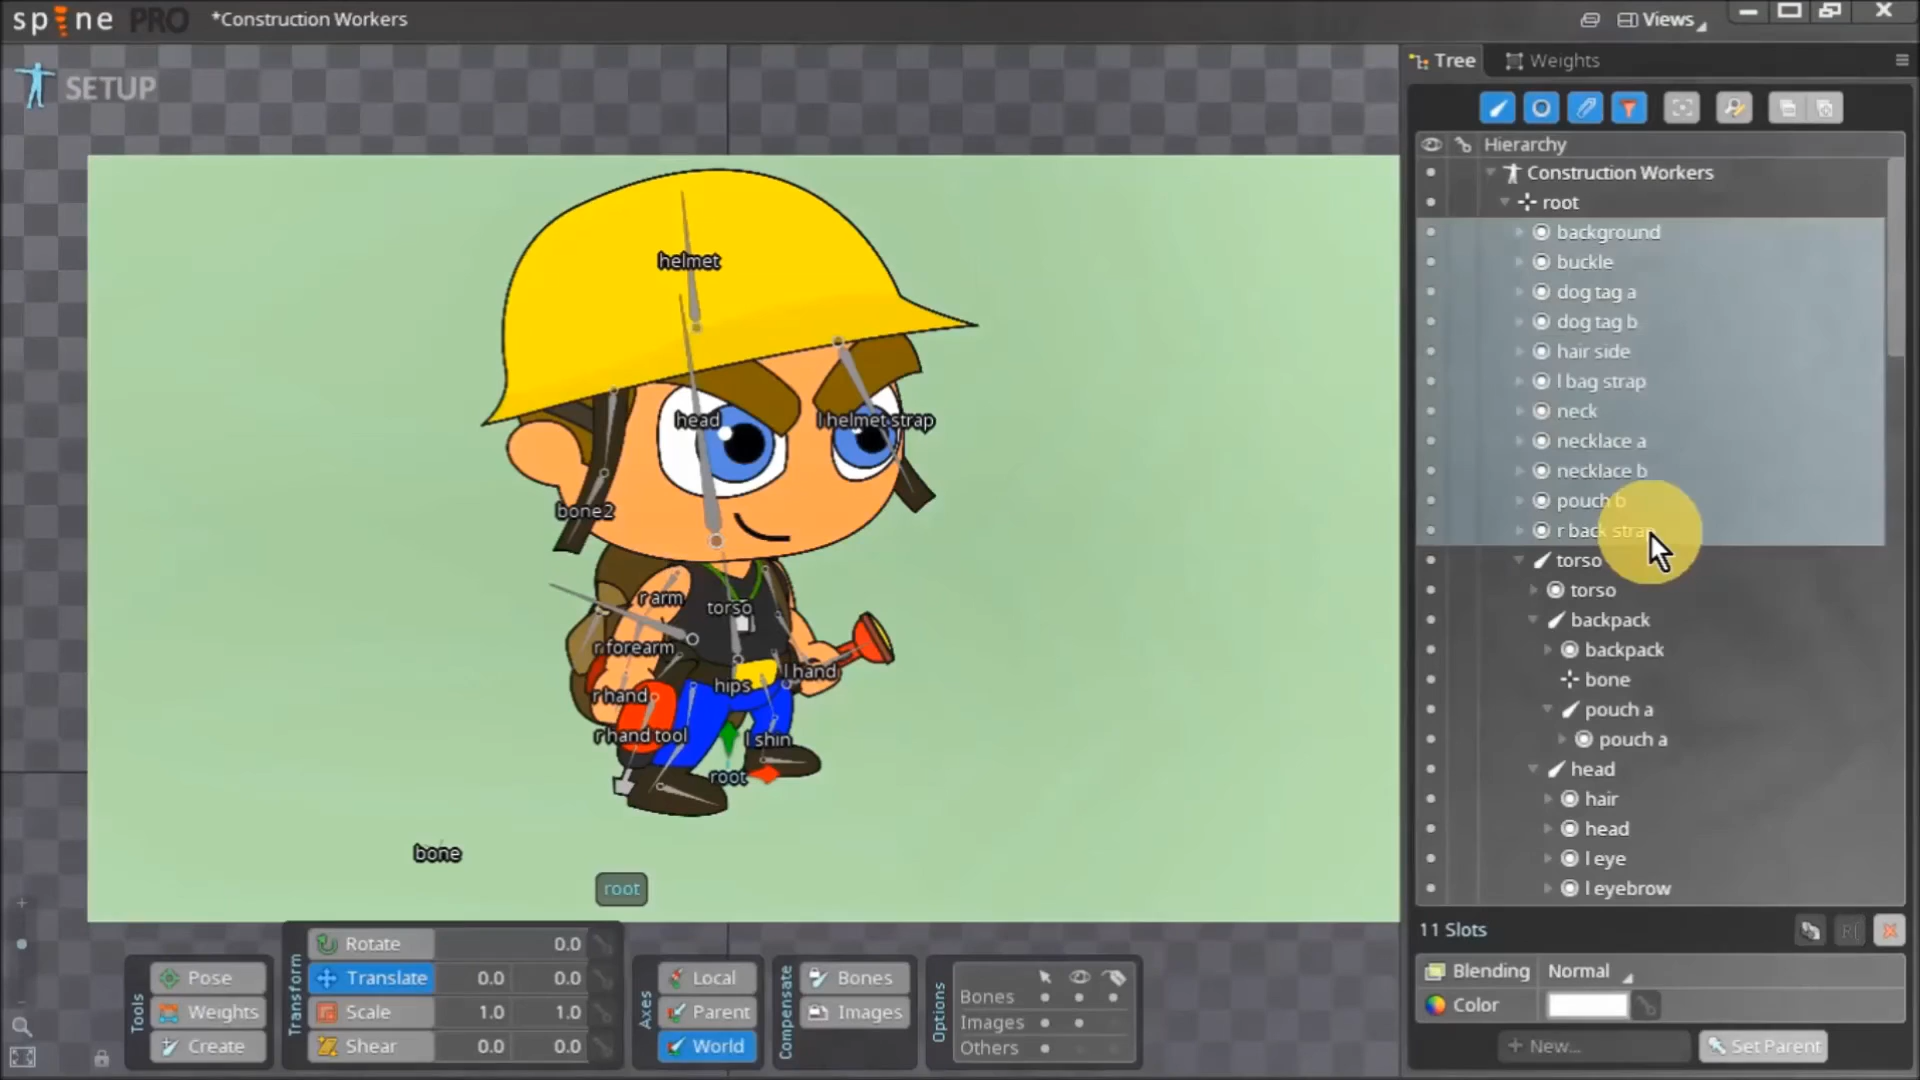 spine PRO *Construction Workers Views
SETUP
Tree Weights
Hierarchy
Construction Workers
root
background
buckle
dog tag a
dog tag b
hair side
l bag strap
neck
necklace a
necklace b
pouch b
r back strap
torso
torso
backpack
backpack
bone
pouch a
pouch a
head
hair
head
l eye
l eyebrow
helmet
head
l helmet strap
bone2
r arm
torso
r forearm
l hand
hips
r hand
r hand tool
l shin
root
bone
root
11 Slots
Blending Normal
Color
+ New...
Set Parent
Tools
Pose
Weights
Create
Transform
Rotate 0.0
Translate 0.0 0.0
Scale 1.0 1.0
Shear 0.0 0.0
Axes
Local
Parent
World
Compensate
Bones
Images
Options
Bones
Images
Others